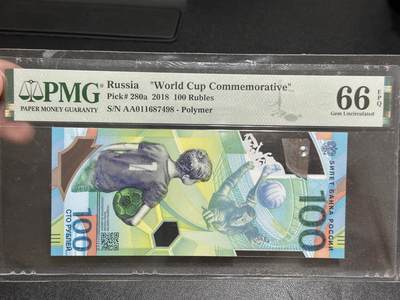 PMG
PAPER MONEY GUARANTY
Russia "World Cup Commemorative"
Pick# 280a 2018 100 Rubles
S/N AA011687498 - Polymer
66 EPQ
Gem Uncirculated
СТО РУБЛЕЙ
100
100
БИЛЕТ БАНКА РОССИИ